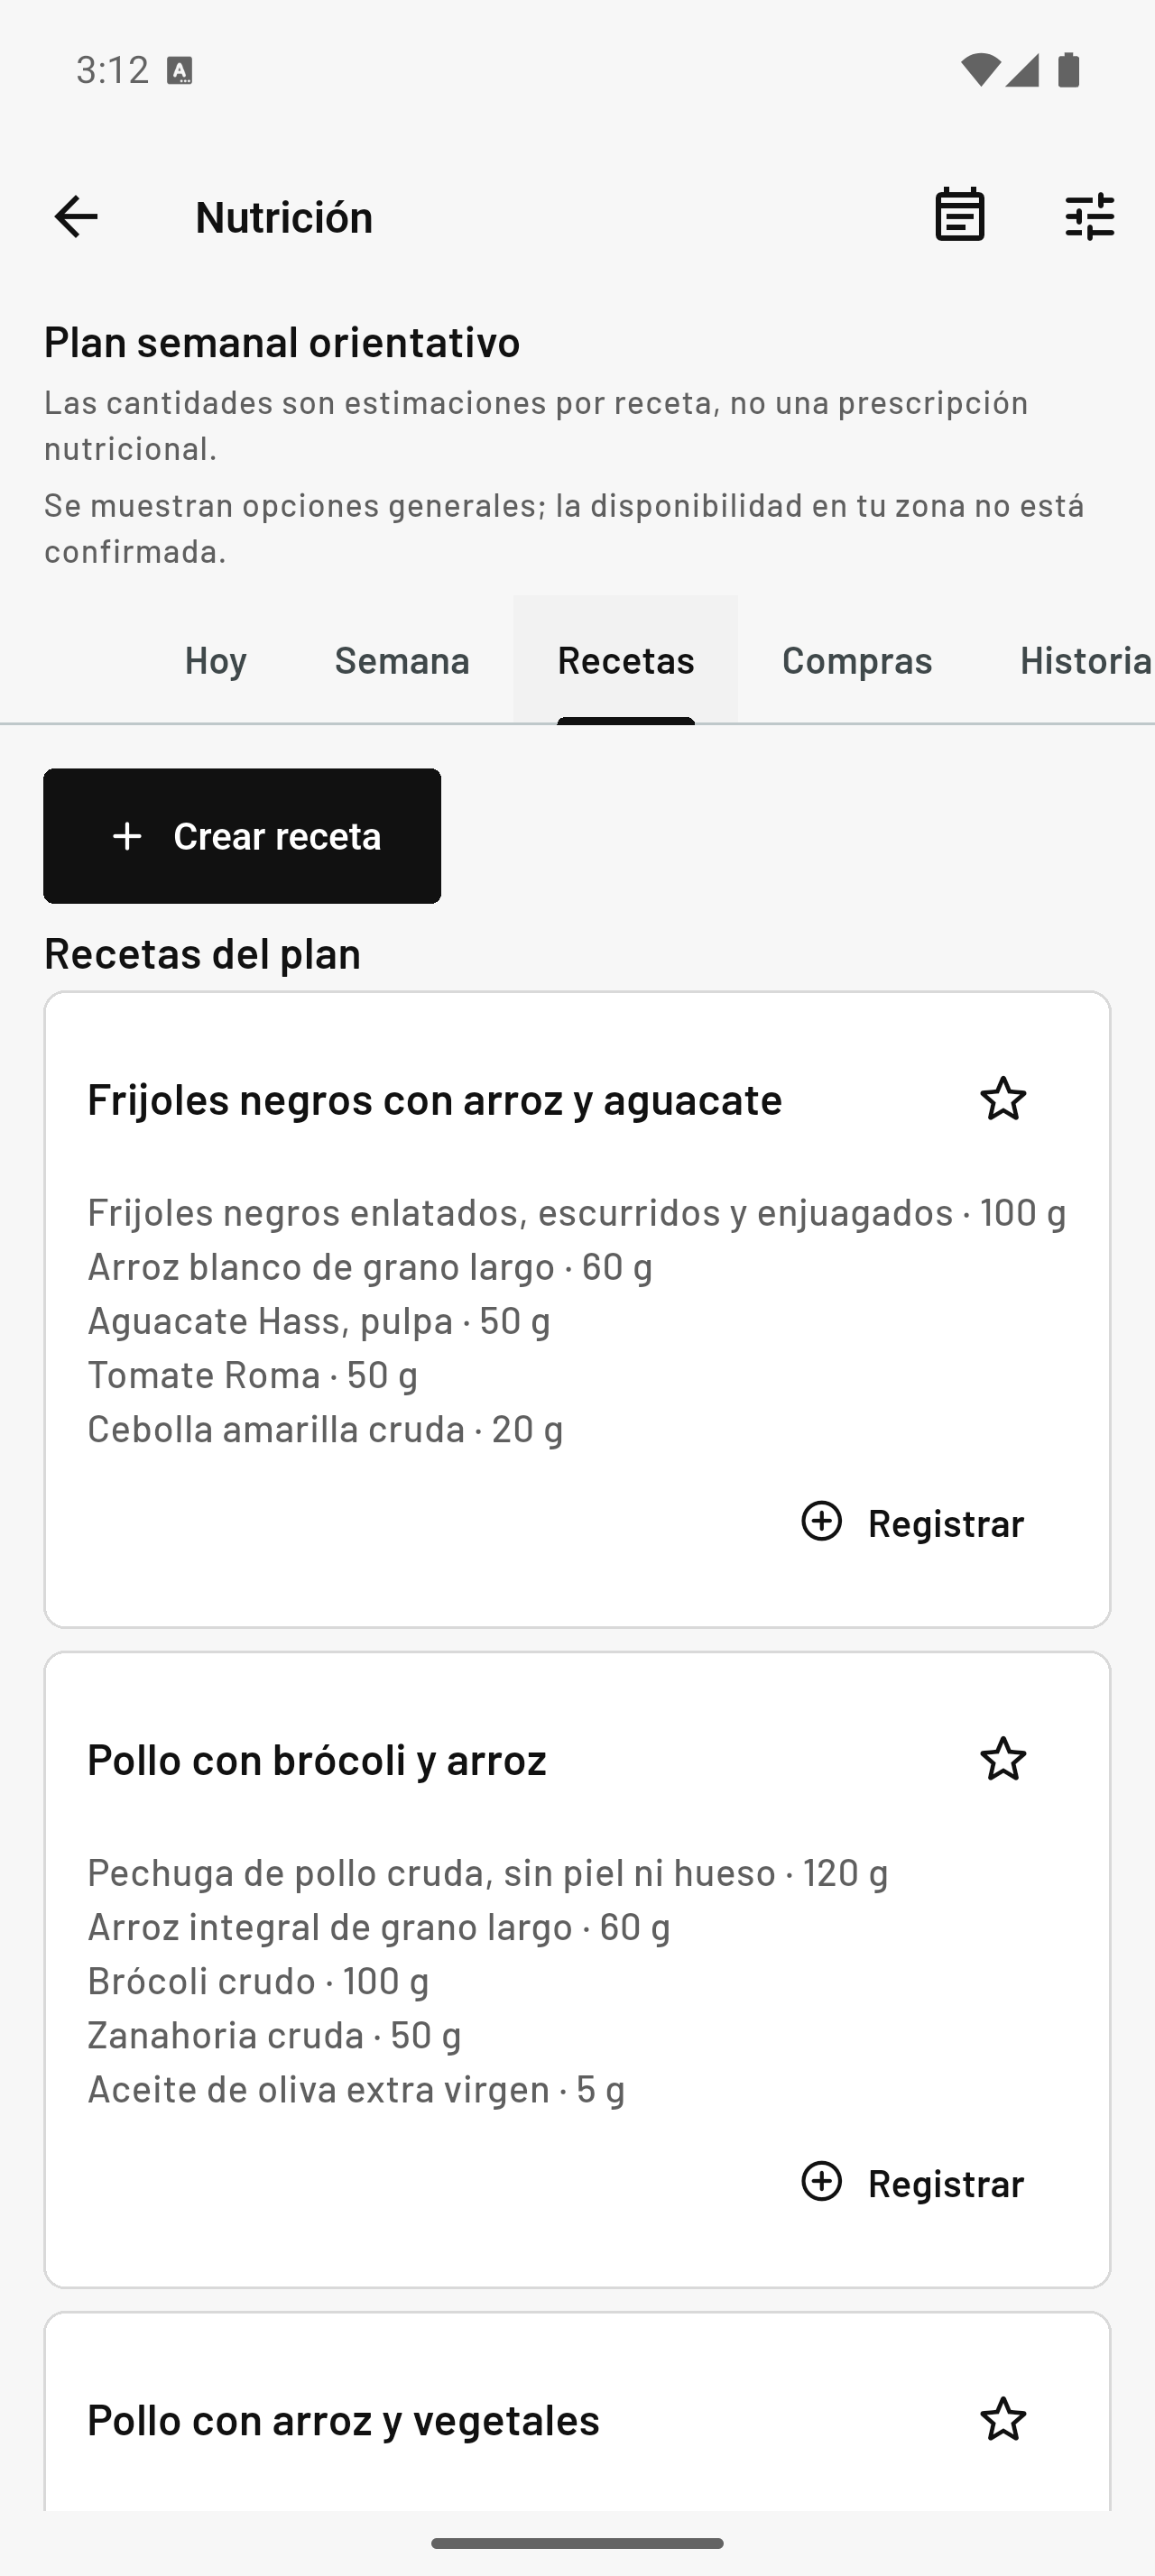 3:12
Nutrición
Plan semanal orientativo
Las cantidades son estimaciones por receta, no una prescripción
nutricional.
Se muestran opciones generales; la disponibilidad en tu zona no está
confirmada.
Hoy Semana Recetas Compras Historia
+ Crear receta
Recetas del plan
Frijoles negros con arroz y aguacate
Frijoles negros enlatados, escurridos y enjuagados · 100 g
Arroz blanco de grano largo · 60 g
Aguacate Hass, pulpa · 50 g
Tomate Roma · 50 g
Cebolla amarilla cruda · 20 g
Registrar
Pollo con brócoli y arroz
Pechuga de pollo cruda, sin piel ni hueso · 120 g
Arroz integral de grano largo · 60 g
Brócoli crudo · 100 g
Zanahoria cruda · 50 g
Aceite de oliva extra virgen · 5 g
Registrar
Pollo con arroz y vegetales